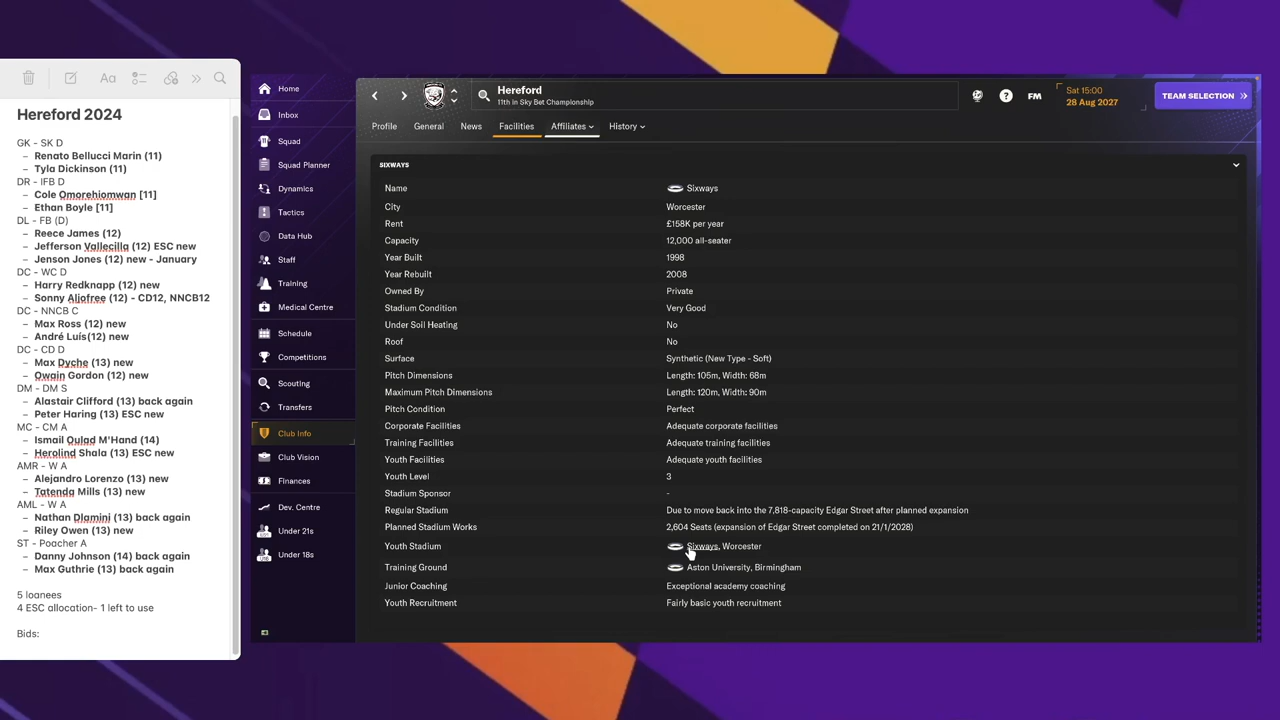 Aa
Hereford 2024
GK - SK D
– Renato Bellucci Marin (11)
– Tyla Dickinson (11)
DR - IFB D
– Cole Omorehiomwan [11]
– Ethan Boyle [11]
DL - FB (D)
– Reece James (12)
– Jefferson Vallecilla (12) ESC new
– Jenson Jones (12) new - January
DC - WC D
– Harry Redknapp (12) new
– Sonny Aljofree (12) - CD12, NNCB12
DC - NNCB C
– Max Ross (12) new
– André Luís(12) new
DC - CD D
– Max Dyche (13) new
– Owain Gordon (12) new
DM - DM S
– Alastair Clifford (13) back again
– Peter Haring (13) ESC new
MC - CM A
– Ismail Oulad M'Hand (14)
– Herolind Shala (13) ESC new
AMR - W A
– Alejandro Lorenzo (13) new
– Tatenda Mills (13) new
AML - W A
– Nathan Dlamini (13) back again
– Riley Owen (13) new
ST - Poacher A
– Danny Johnson (14) back again
– Max Guthrie (13) back again
5 loanees
4 ESC allocation- 1 left to use
Bids:
Home
Inbox
Squad
Squad Planner
Dynamics
Tactics
Data Hub
Staff
Training
Medical Centre
Schedule
Competitions
Scouting
Transfers
Club Info
Club Vision
Finances
Dev. Centre
Under 21s
Under 18s
Hereford
11th in Sky Bet Championship
FM
Sat 15:00
28 Aug 2027
TEAM SELECTION
Profile General News Facilities Affiliates History
SIXWAYS
Name Sixways
City Worcester
Rent £158K per year
Capacity 12,000 all-seater
Year Built 1998
Year Rebuilt 2008
Owned By Private
Stadium Condition Very Good
Under Soil Heating No
Roof No
Surface Synthetic (New Type - Soft)
Pitch Dimensions Length: 105m, Width: 68m
Maximum Pitch Dimensions Length: 120m, Width: 90m
Pitch Condition Perfect
Corporate Facilities Adequate corporate facilities
Training Facilities Adequate training facilities
Youth Facilities Adequate youth facilities
Youth Level 3
Stadium Sponsor -
Regular Stadium Due to move back into the 7,818-capacity Edgar Street after planned expansion
Planned Stadium Works 2,604 Seats (expansion of Edgar Street completed on 21/1/2028)
Youth Stadium Sixways, Worcester
Training Ground Aston University, Birmingham
Junior Coaching Exceptional academy coaching
Youth Recruitment Fairly basic youth recruitment